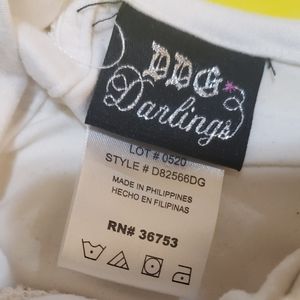 DDG
Darlings
LOT # 0520
STYLE # D82566DG
MADE IN PHILIPPINES
HECHO EN FILIPINAS
RN# 36753